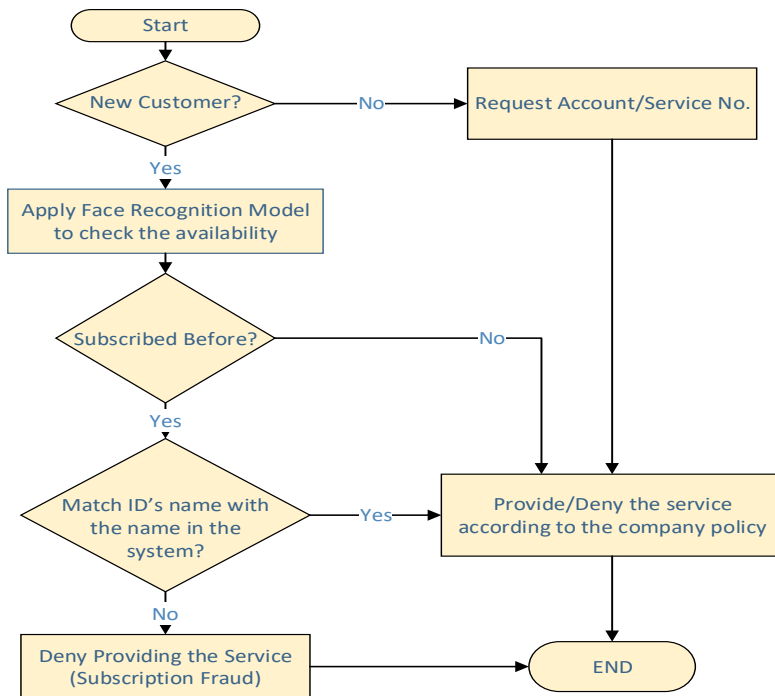 Start
New Customer?
No
Request Account/Service No.
Yes
Apply Face Recognition Model
to check the availability
Subscribed Before?
No
Yes
Match ID’s name with
the name in the
system?
Yes
Provide/Deny the service
according to the company policy
No
Deny Providing the Service
(Subscription Fraud)
END